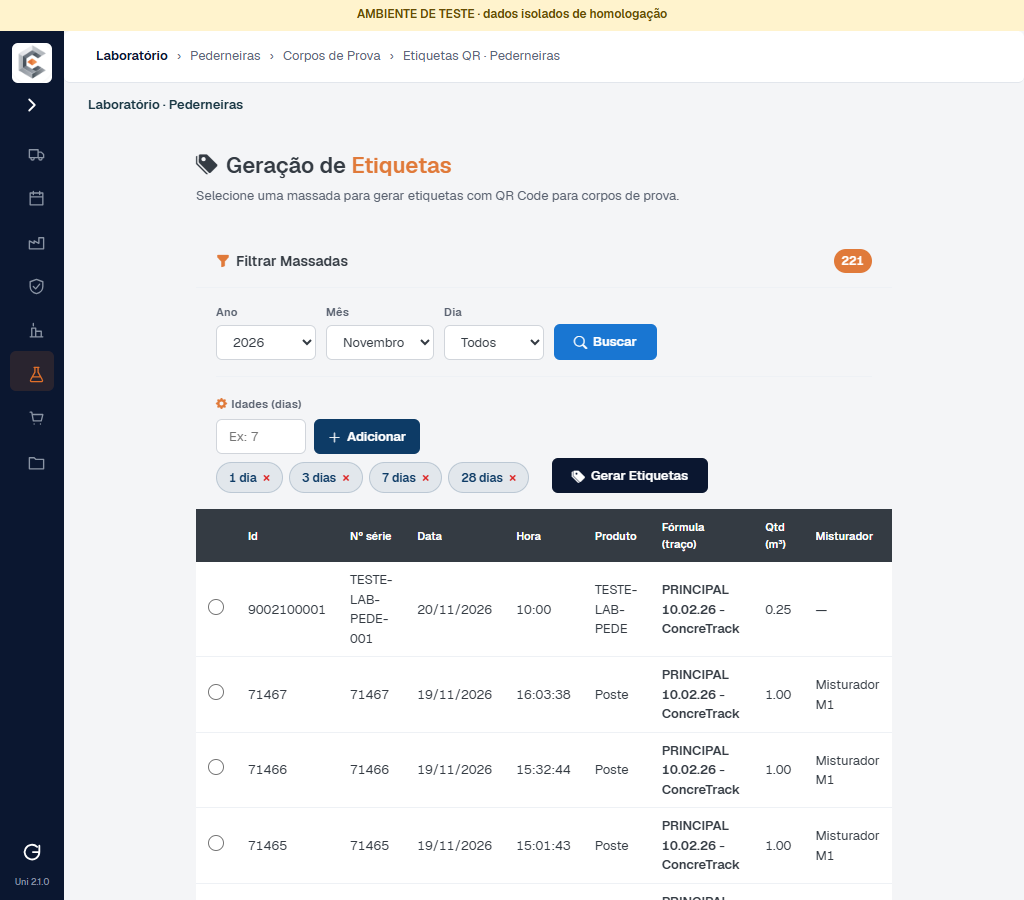 AMBIENTE DE TESTE · dados isolados de homologação
Laboratório › Pederneiras › Corpos de Prova › Etiquetas QR · Pederneiras
Laboratório · Pederneiras
Geração de Etiquetas
Selecione uma massada para gerar etiquetas com QR Code para corpos de prova.
Filtrar Massadas
221
Ano
Mês
Dia
2026
Novembro
Todos
Buscar
Idades (dias)
Ex: 7
+ Adicionar
1 dia ×
3 dias ×
7 dias ×
28 dias ×
Gerar Etiquetas
Id
Nº série
Data
Hora
Produto
Fórmula
(traço)
Qtd
(m³)
Misturador
9002100001
TESTE-
LAB-
PEDE-
001
20/11/2026
10:00
TESTE-
LAB-
PEDE
PRINCIPAL
10.02.26 -
ConcreTrack
0.25
—
71467
71467
19/11/2026
16:03:38
Poste
PRINCIPAL
10.02.26 -
ConcreTrack
1.00
Misturador
M1
71466
71466
19/11/2026
15:32:44
Poste
PRINCIPAL
10.02.26 -
ConcreTrack
1.00
Misturador
M1
71465
71465
19/11/2026
15:01:43
Poste
PRINCIPAL
10.02.26 -
ConcreTrack
1.00
Misturador
M1
Uni 2.1.0